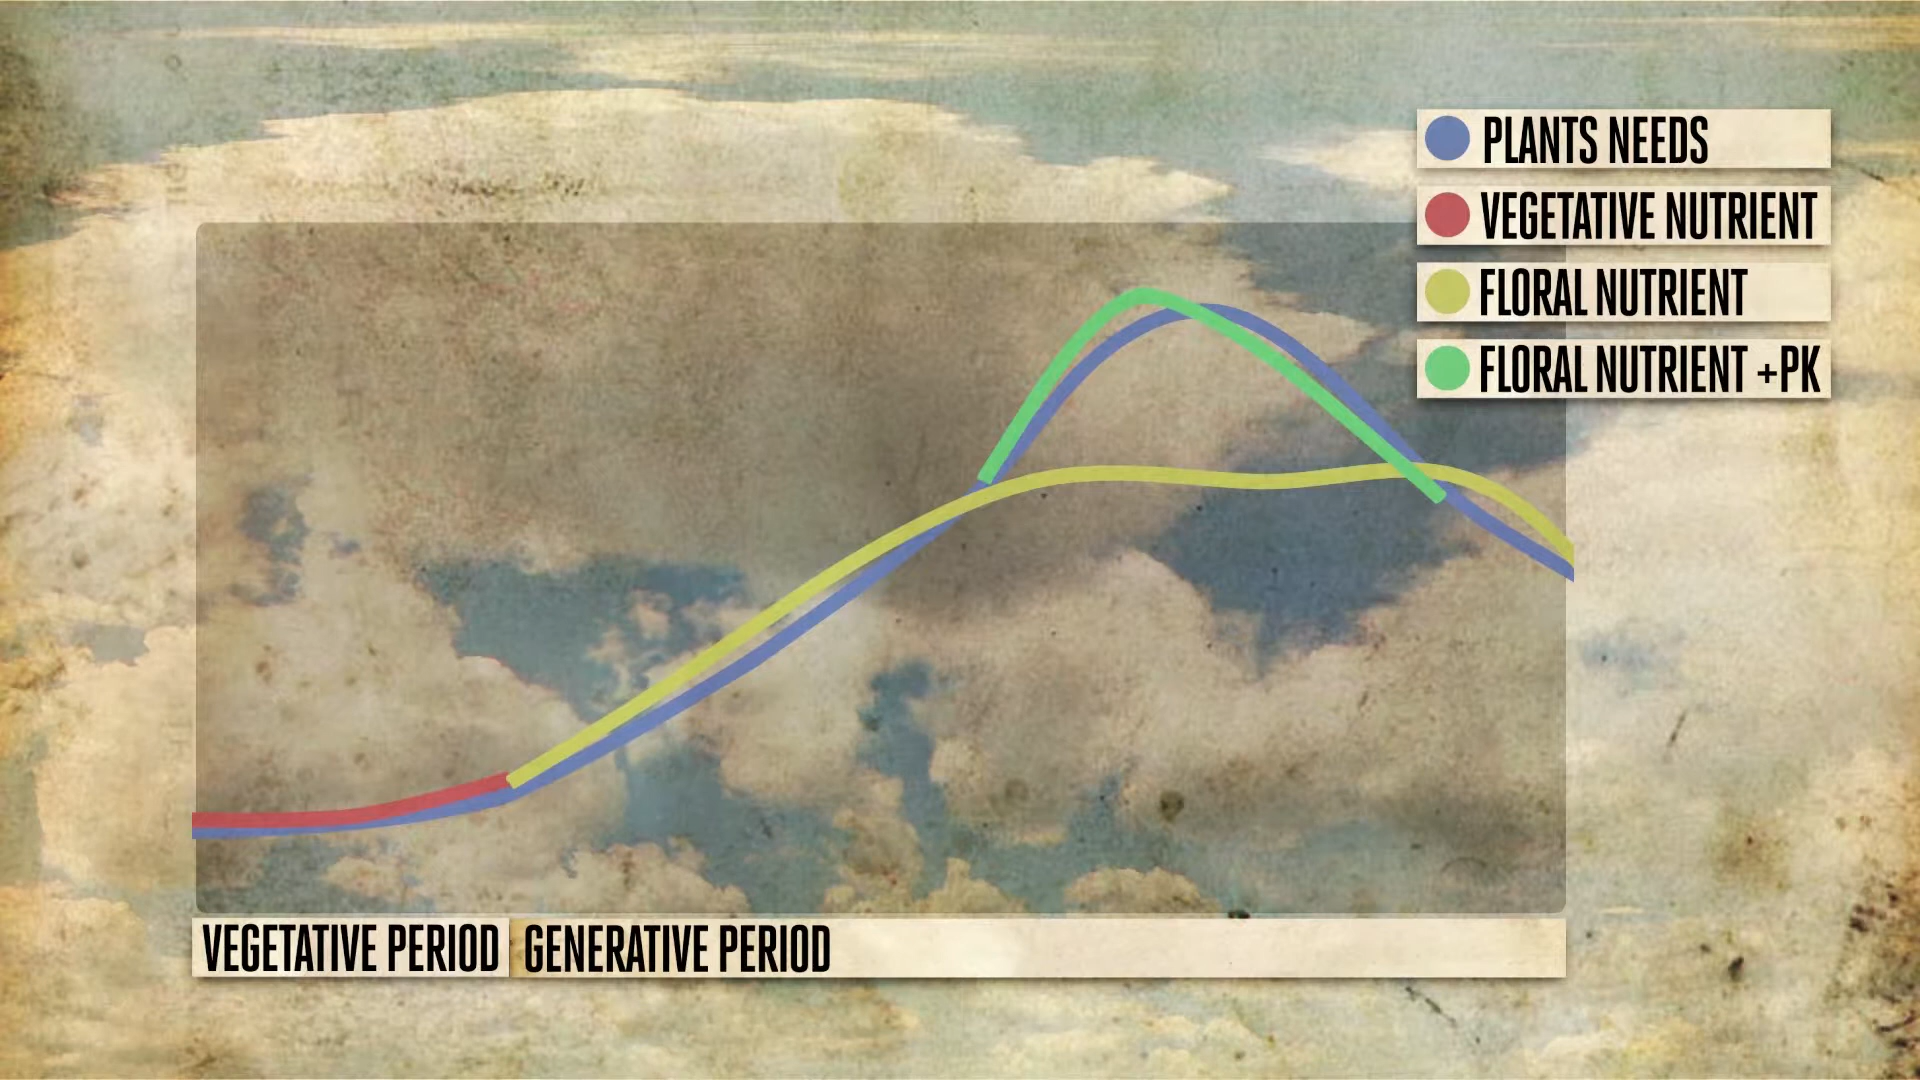 PLANTS NEEDS
VEGETATIVE NUTRIENT
FLORAL NUTRIENT
FLORAL NUTRIENT +PK
VEGETATIVE PERIOD
GENERATIVE PERIOD